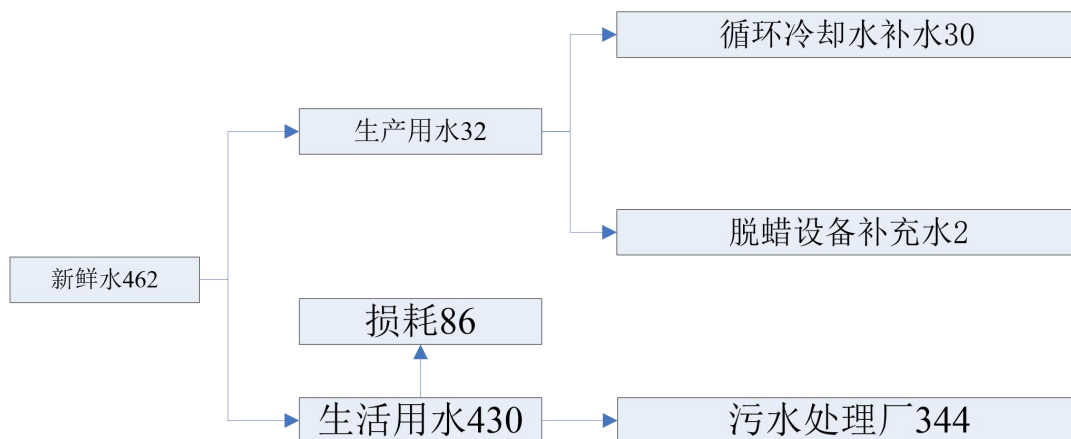 循环冷却水补水30
生产用水32
脱蜡设备补充水2
新鲜水462
损耗86
生活用水430
污水处理厂344